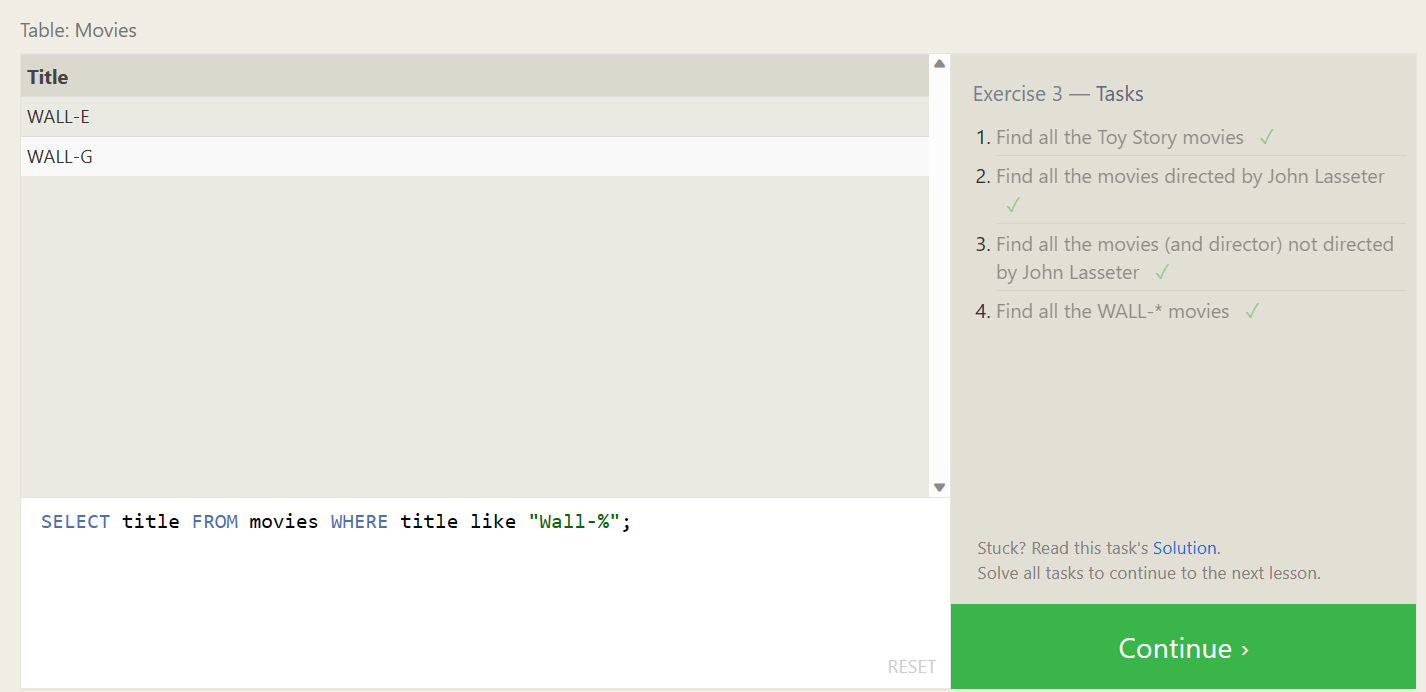 Table: Movies
Title
WALL-E
WALL-G
SELECT title FROM movies WHERE title like "Wall-%";
RESET
Exercise 3 — Tasks
1. Find all the Toy Story movies ✓
2. Find all the movies directed by John Lasseter
✓
3. Find all the movies (and director) not directed
by John Lasseter ✓
4. Find all the WALL-* movies ✓
Stuck? Read this task's Solution.
Solve all tasks to continue to the next lesson.
Continue ›